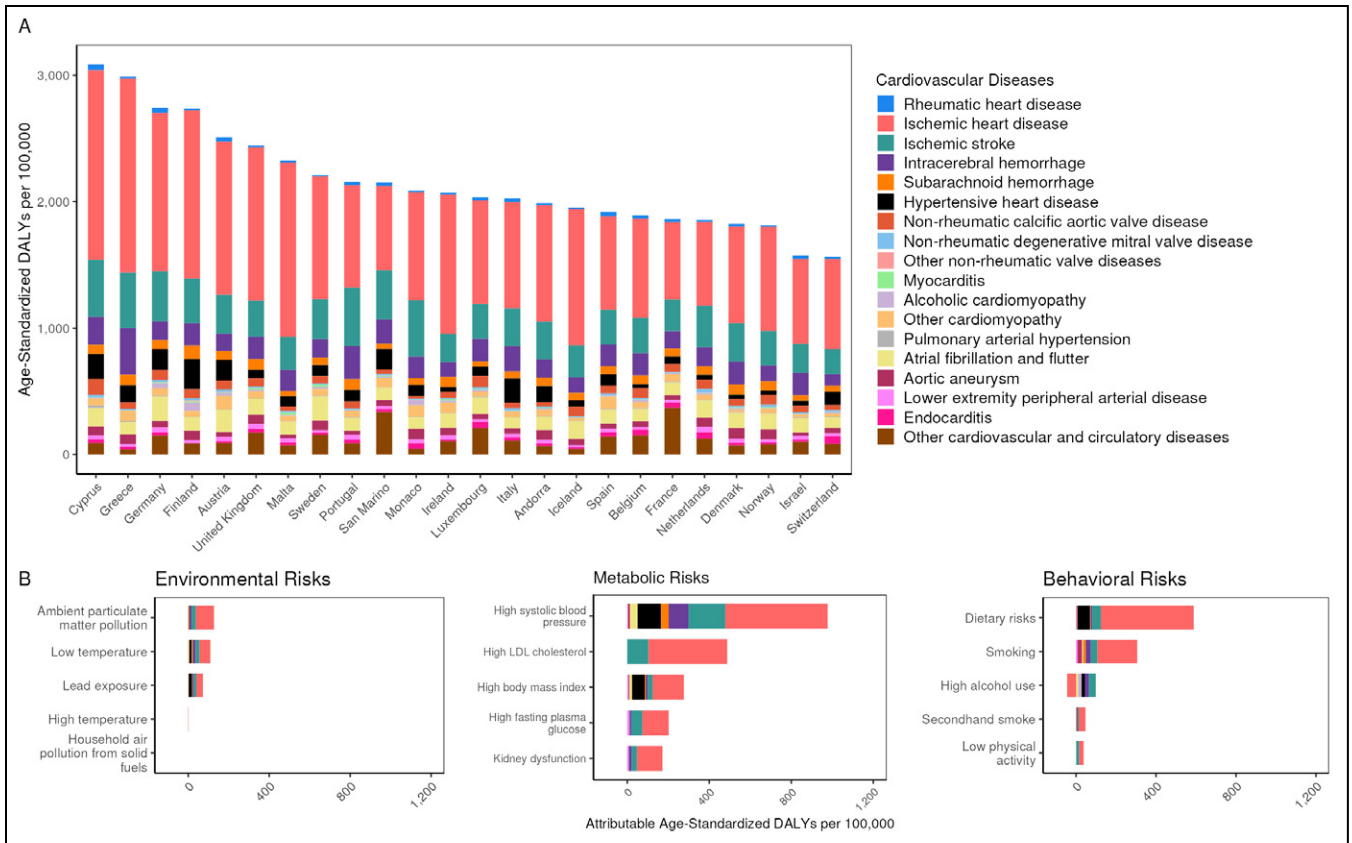 A
Age-Standardized DALYs per 100,000
3,000
2,000
1,000
0
Cyprus
Greece
Germany
Finland
Austria
United Kingdom
Malta
Sweden
Portugal
San Marino
Monaco
Ireland
Luxembourg
Italy
Andorra
Iceland
Spain
Belgium
France
Netherlands
Denmark
Norway
Israel
Switzerland
Cardiovascular Diseases
Rheumatic heart disease
Ischemic heart disease
Ischemic stroke
Intracerebral hemorrhage
Subarachnoid hemorrhage
Hypertensive heart disease
Non-rheumatic calcific aortic valve disease
Non-rheumatic degenerative mitral valve disease
Other non-rheumatic valve diseases
Myocarditis
Alcoholic cardiomyopathy
Other cardiomyopathy
Pulmonary arterial hypertension
Atrial fibrillation and flutter
Aortic aneurysm
Lower extremity peripheral arterial disease
Endocarditis
Other cardiovascular and circulatory diseases
B
Environmental Risks
Ambient particulate
matter pollution
Low temperature
Lead exposure
High temperature
Household air
pollution from solid
fuels
0
400
800
1,200
Metabolic Risks
High systolic blood
pressure
High LDL cholesterol
High body mass index
High fasting plasma
glucose
Kidney dysfunction
0
400
800
1,200
Behavioral Risks
Dietary risks
Smoking
High alcohol use
Secondhand smoke
Low physical
activity
0
400
800
1,200
Attributable Age-Standardized DALYs per 100,000